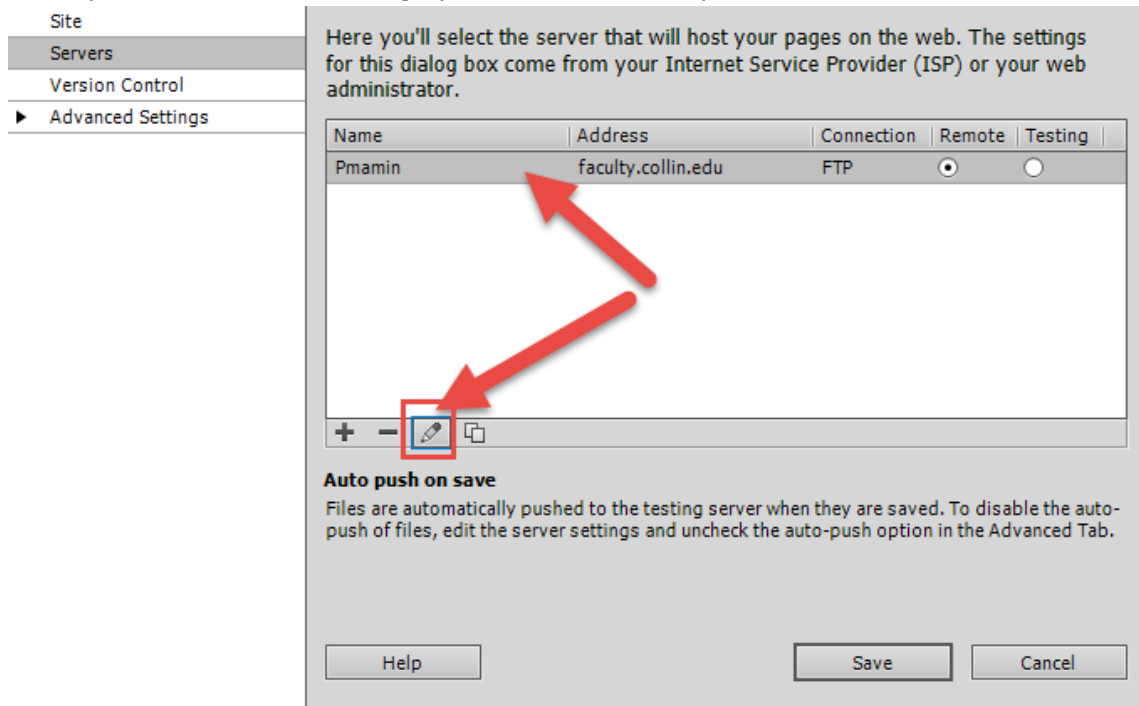 Site
Servers
Version Control
Advanced Settings
Here you'll select the server that will host your pages on the web. The settings
for this dialog box come from your Internet Service Provider (ISP) or your web
administrator.
Name Address Connection Remote Testing
Pmamin faculty.collin.edu FTP
Auto push on save
Files are automatically pushed to the testing server when they are saved. To disable the auto-
push of files, edit the server settings and uncheck the auto-push option in the Advanced Tab.
Help Save Cancel